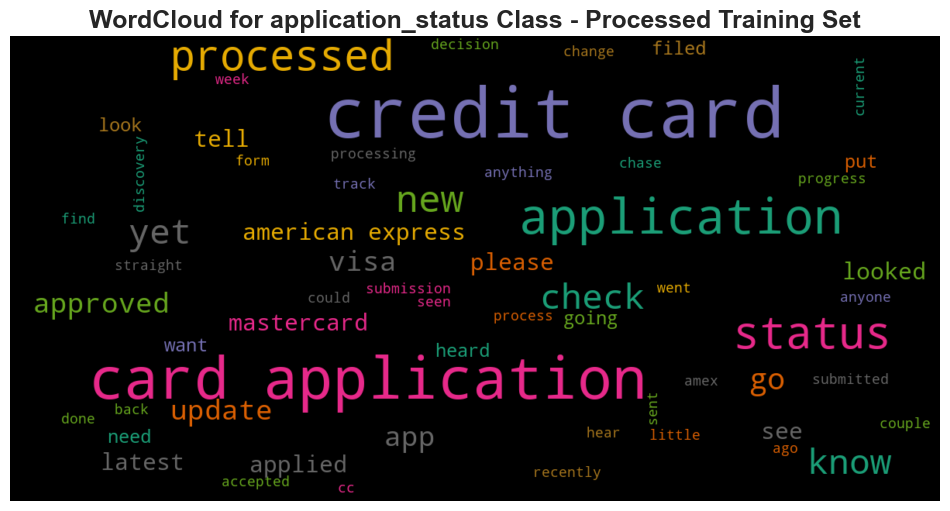 WordCloud for application_status Class - Processed Training Set
decision
processed
change
filed
week
current
credit card
look
tell
discovery
form
processing
chase
put
track
anything
progress
new
find
yet
application
american express
straight
visa
please
looked
approved
could
submission
seen
check
went
anyone
mastercard
process
going
status
want
heard
card application
amex
go
submitted
done
back
update
sent
couple
need
app
hear
little
see
ago
latest
applied
recently
know
accepted
cc